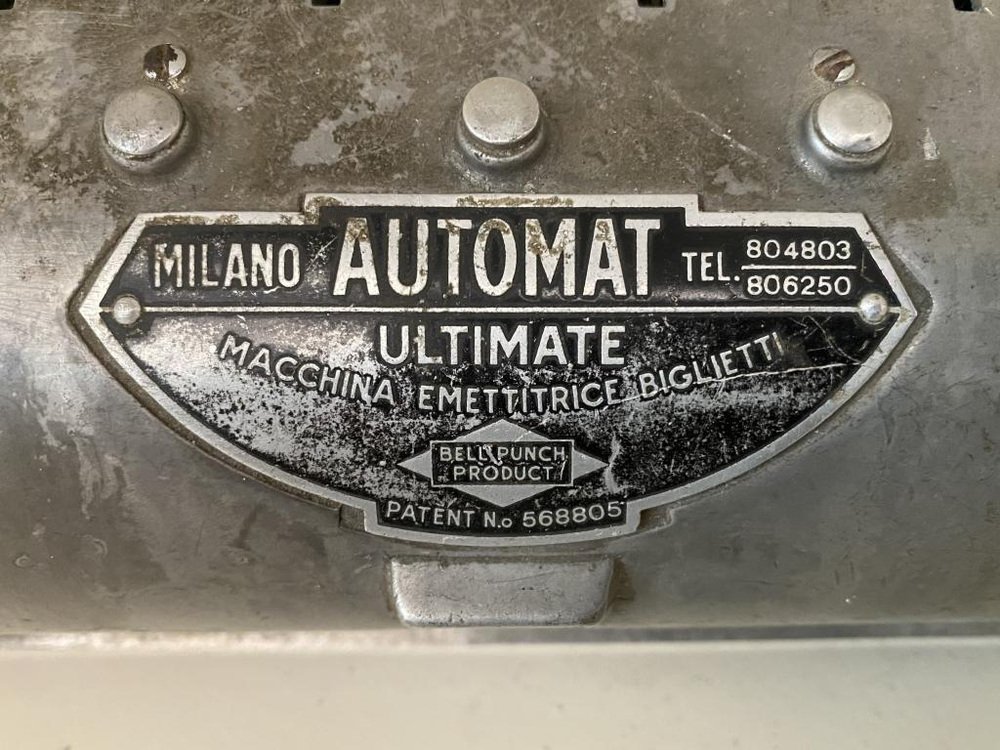 MILANO AUTOMAT TEL. 804803
806250
ULTIMATE
MACCHINA EMETTITRICE BIGLIETTI
BELL PUNCH
PRODUCT
PATENT No 568805